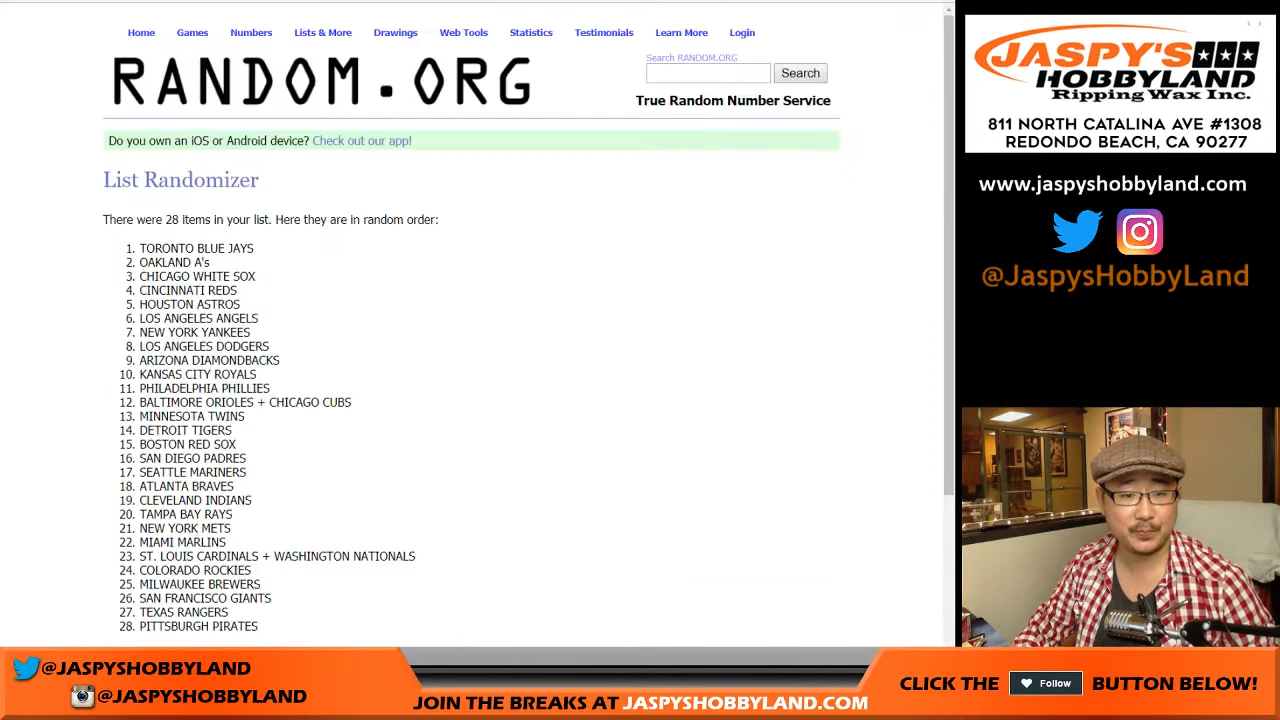 Home Games Numbers Lists & More Drawings Web Tools Statistics Testimonials Learn More Login
RANDOM.ORG
Search RANDOM.ORG
Search
True Random Number Service
Do you own an iOS or Android device? Check out our app!
List Randomizer
There were 28 items in your list. Here they are in random order:
1. TORONTO BLUE JAYS
2. OAKLAND A's
3. CHICAGO WHITE SOX
4. CINCINNATI REDS
5. HOUSTON ASTROS
6. LOS ANGELES ANGELS
7. NEW YORK YANKEES
8. LOS ANGELES DODGERS
9. ARIZONA DIAMONDBACKS
10. KANSAS CITY ROYALS
11. PHILADELPHIA PHILLIES
12. BALTIMORE ORIOLES + CHICAGO CUBS
13. MINNESOTA TWINS
14. DETROIT TIGERS
15. BOSTON RED SOX
16. SAN DIEGO PADRES
17. SEATTLE MARINERS
18. ATLANTA BRAVES
19. CLEVELAND INDIANS
20. TAMPA BAY RAYS
21. NEW YORK METS
22. MIAMI MARLINS
23. ST. LOUIS CARDINALS + WASHINGTON NATIONALS
24. COLORADO ROCKIES
25. MILWAUKEE BREWERS
26. SAN FRANCISCO GIANTS
27. TEXAS RANGERS
28. PITTSBURGH PIRATES
JASPY'S
HOBBYLAND
Ripping Wax Inc.
811 NORTH CATALINA AVE #1308
REDONDO BEACH, CA 90277
www.jaspyshobbyland.com
@JaspysHobbyLand
@JASPYSHOBBYLAND
@JASPYSHOBBYLAND
JOIN THE BREAKS AT JASPYSHOBBYLAND.COM
CLICK THE Follow BUTTON BELOW!